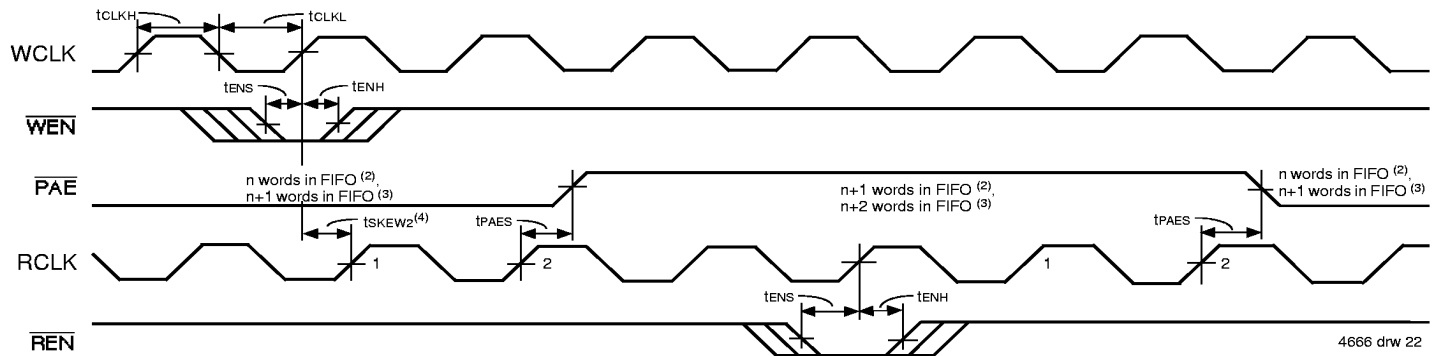 tCLKH
tCLKL
WCLK
tENS
tENH
WEN
PAE
n words in FIFO (2),
n+1 words in FIFO (3)
n+1 words in FIFO (2),
n+2 words in FIFO (3)
n words in FIFO (2),
n+1 words in FIFO (3)
tSKEW2(4)
tPAES
tPAES
RCLK
1
2
1
2
tENS
tENH
REN
4666 drw 22